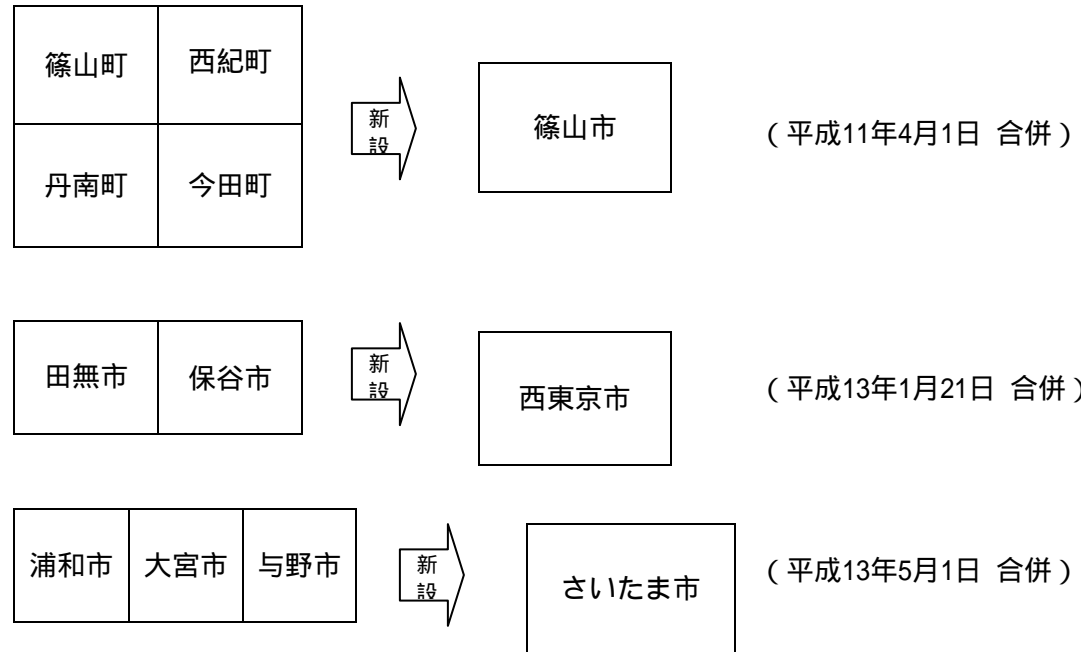 篠山町 西紀町
丹南町 今田町
新
設
篠山市
(平成11年4月1日 合併)
田無市 保谷市
新
設
西東京市
(平成13年1月21日 合併)
浦和市 大宮市 与野市
新
設
さいたま市
(平成13年5月1日 合併)